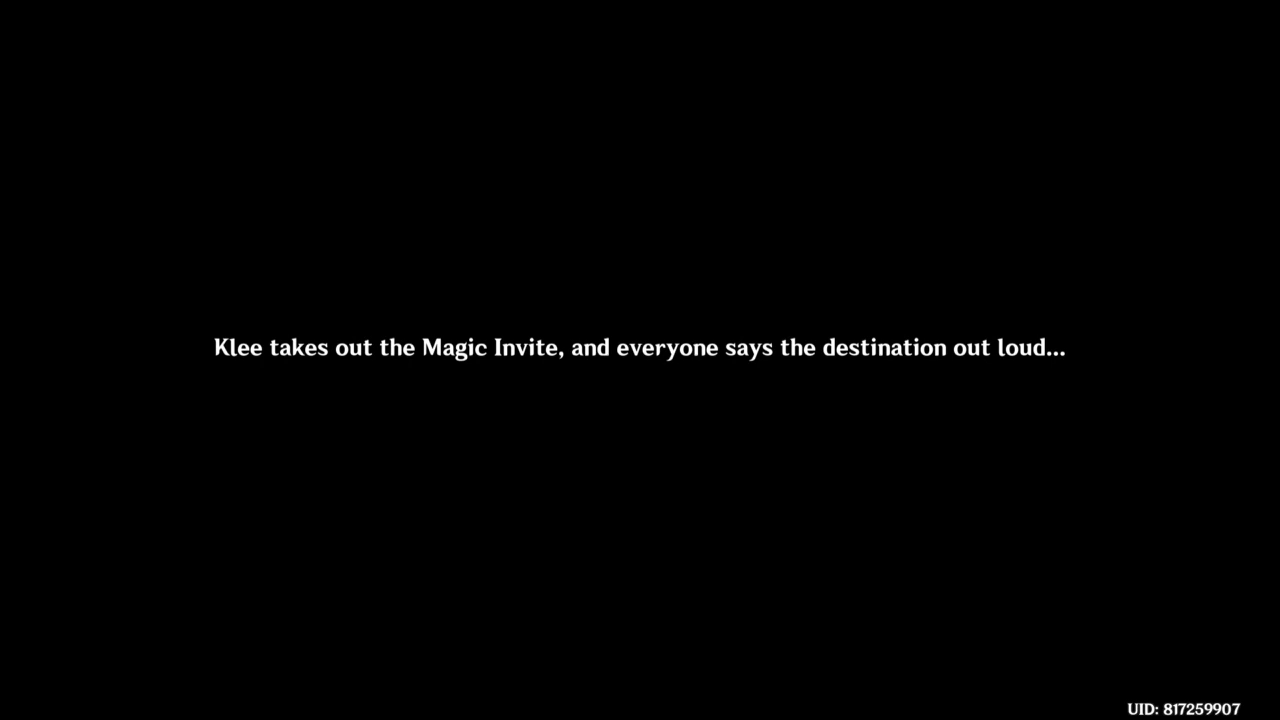 Klee takes out the Magic Invite, and everyone says the destination out loud...
UID: 817259907